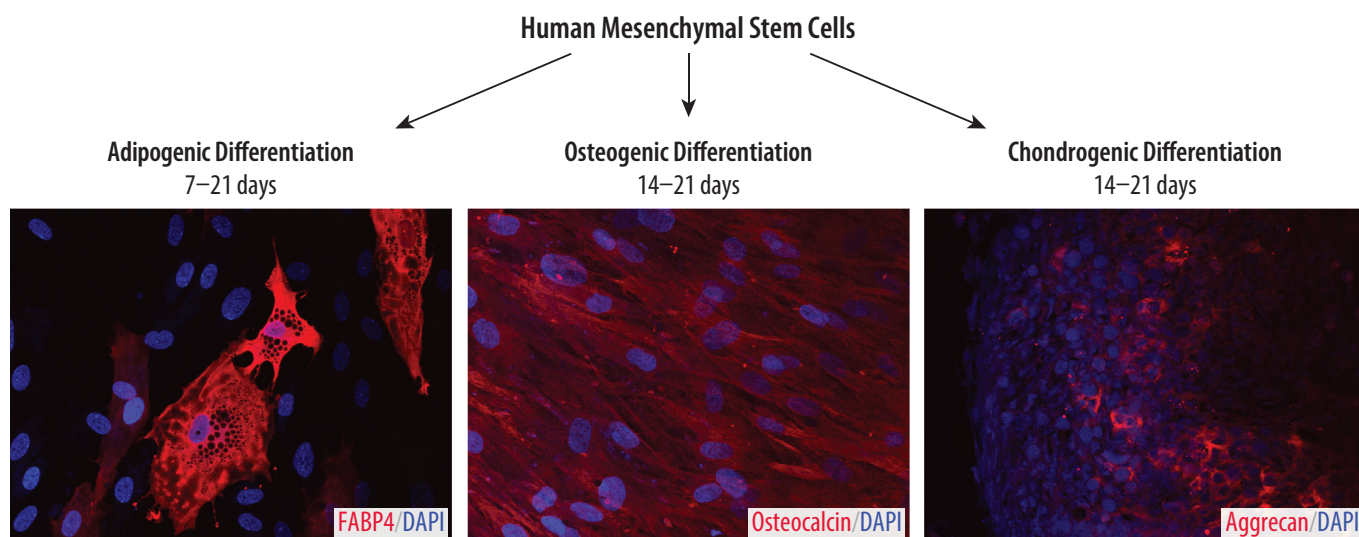 Human Mesenchymal Stem Cells
Adipogenic Differentiation
7–21 days
Osteogenic Differentiation
14–21 days
Chondrogenic Differentiation
14–21 days
FABP4/DAPI
Osteocalcin/DAPI
Aggrecan/DAPI